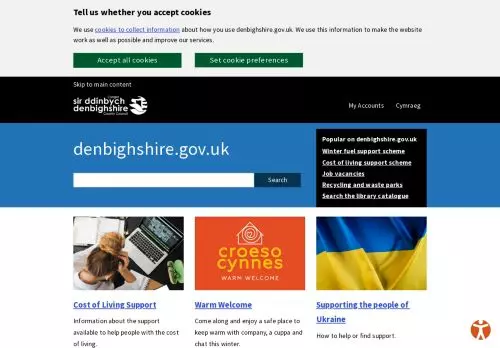 Tell us whether you accept cookies
We use cookies to collect information about how you use denbighshire.gov.uk. We use this information to make the website
work as well as possible and improve our services.
Accept all cookies
Set cookie preferences
Skip to main content
sir ddinbych
denbighshire
My Accounts
Cymraeg
denbighshire.gov.uk
Search
Popular on denbighshire.gov.uk
Winter fuel support scheme
Cost of living support scheme
Job vacancies
Recycling and waste parks
Search the library catalogue
croeso
cynnes
WARM WELCOME
Cost of Living Support
Information about the support
available to help people with the cost
of living.
Warm Welcome
Come along and enjoy a safe place to
keep warm with company, a cuppa and
chat this winter.
Supporting the people of
Ukraine
How to help or find support.